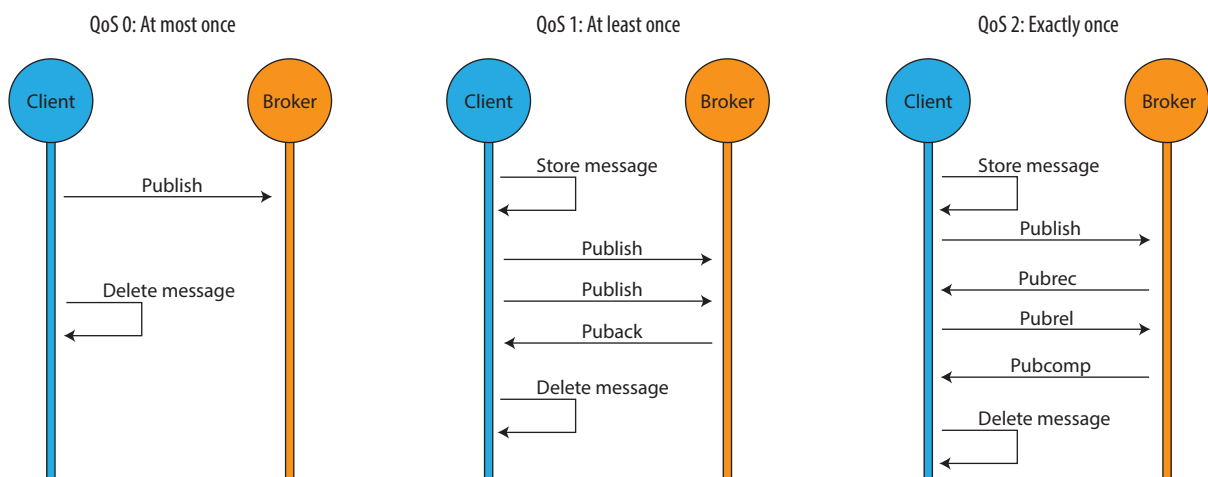 QoS 0: At most once
Client
Broker
Publish
Delete message
QoS 1: At least once
Client
Broker
Store message
Publish
Publish
Puback
Delete message
QoS 2: Exactly once
Client
Broker
Store message
Publish
Pubrec
Pubrel
Pubcomp
Delete message